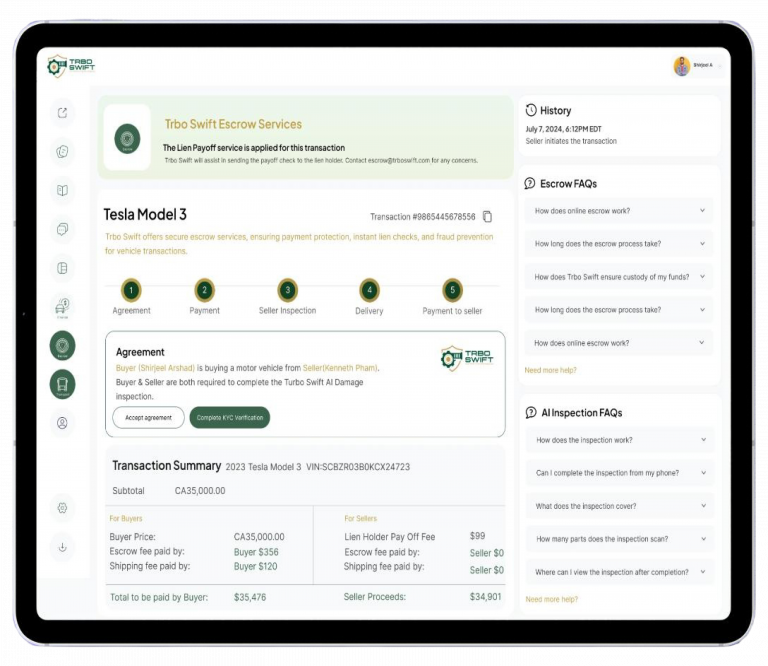 TRBO
SWIFT
Shirjeel A
Trbo Swift Escrow Services
The Lien Payoff service is applied for this transaction
Trbo Swift will assist in sending the payoff check to the lien holder. Contact escrow@trboswift.com for any concerns.
Tesla Model 3
Transaction #9865445678556
Trbo Swift offers secure escrow services, ensuring payment protection, instant lien checks, and fraud prevention
for vehicle transactions.
1 2 3 4 5
Agreement Payment Seller Inspection Delivery Payment to seller
Agreement
TRBO
SWIFT
Buyer (Shirjeel Arshad) is buying a motor vehicle from Seller(Kenneth Pham).
Buyer & Seller are both required to complete the Turbo Swift AI Damage
inspection.
Accept agreement
Complete KYC Verification
Transaction Summary 2023 Tesla Model 3 VIN:SCBZR03B0KCX24723
Subtotal CA35,000.00
For Buyers
Buyer Price: CA35,000.00
Escrow fee paid by: Buyer $356
Shipping fee paid by: Buyer $120
Total to be paid by Buyer: $35,476
For Sellers
Lien Holder Pay Off Fee $99
Escrow fee paid by: Seller $0
Shipping fee paid by: Seller $0
Seller Proceeds: $34,901
History
July 7, 2024, 6:12PM EDT
Seller initiates the transaction
Escrow FAQs
How does online escrow work?
How long does the escrow process take?
How does Trbo Swift ensure custody of my funds?
How long does the escrow process take?
How does online escrow work?
Need more help?
AI Inspection FAQs
How does the inspection work?
Can I complete the inspection from my phone?
What does the inspection cover?
How many parts does the inspection scan?
Where can I view the inspection after completion?
Need more help?